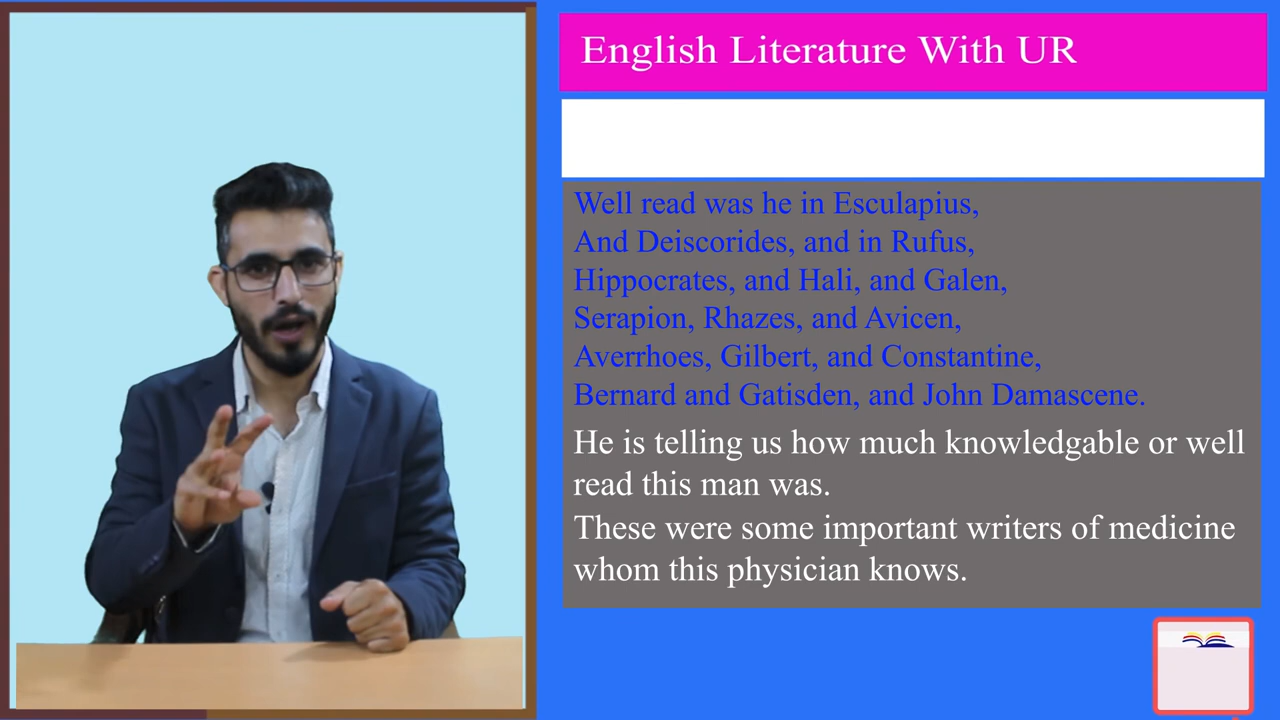 English Literature With UR
Well read was he in Esculapius,
And Deiscorides, and in Rufus,
Hippocrates, and Hali, and Galen,
Serapion, Rhazes, and Avicen,
Averrhoes, Gilbert, and Constantine,
Bernard and Gatisden, and John Damascene.
He is telling us how much knowledgable or well
read this man was.
These were some important writers of medicine
whom this physician knows.